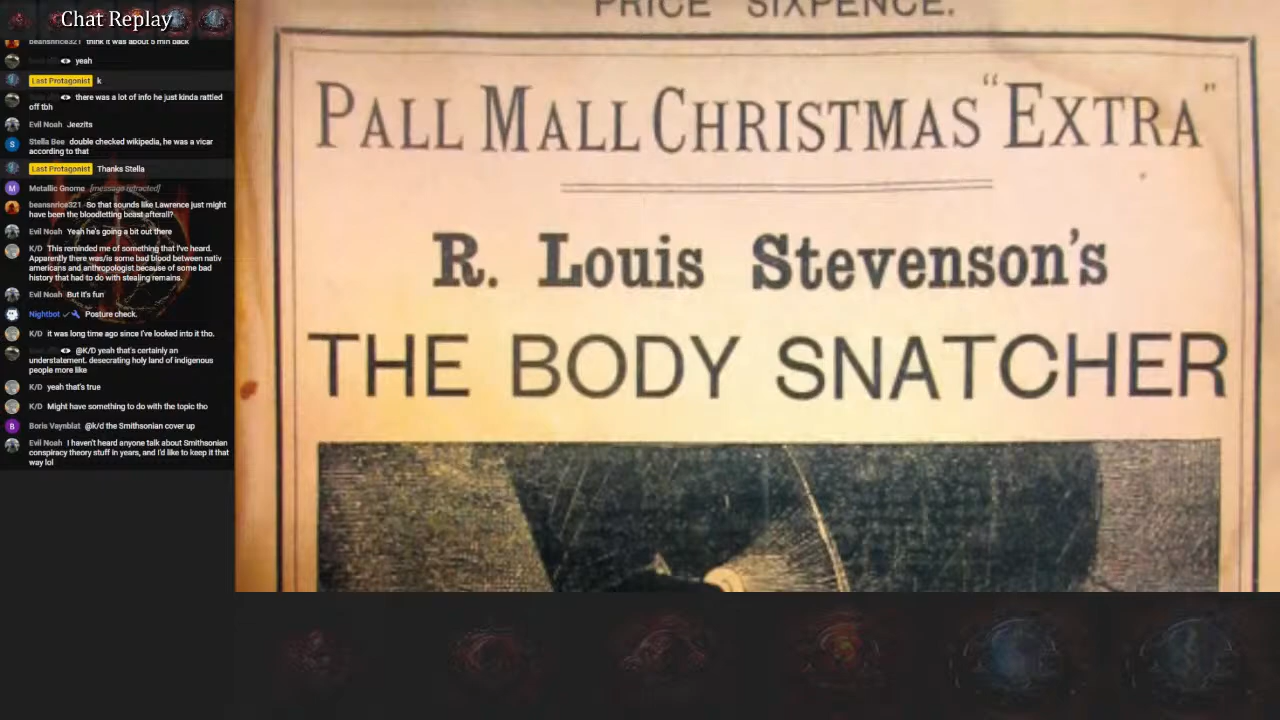 Chat Replay
beansnrice321 think it was about 5 min back
yeah
Last Protagonist k
there was a lot of info he just kinda rattled
off tbh
Evil Noah Jeezits
Stella Bee double checked wikipedia, he was a vicar
according to that
Last Protagonist Thanks Stella
Metallic Gnome [message retracted]
beansnrice321 So that sounds like Lawrence just might
have been the bloodletting beast afterall?
Evil Noah Yeah he's going a bit out there
K/D This reminded me of something that I've heard.
Apparently there was/is some bad blood between nativ
americans and anthropologist because of some bad
history that had to do with stealing remains.
Evil Noah But it's fun
Nightbot Posture check.
K/D it was long time ago since I've looked into it tho.
@K/D yeah that's certainly an
understatement. desecrating holy land of indigenous
people more like
K/D yeah that's true
K/D Might have something to do with the topic tho
B Boris Vaynblat @k/d the Smithsonian cover up
Evil Noah I haven't heard anyone talk about Smithsonian
conspiracy theory stuff in years, and I'd like to keep it that
way lol
PRICE SIXPENCE.
PALL MALL CHRISTMAS "EXTRA"
R. Louis Stevenson's
THE BODY SNATCHER